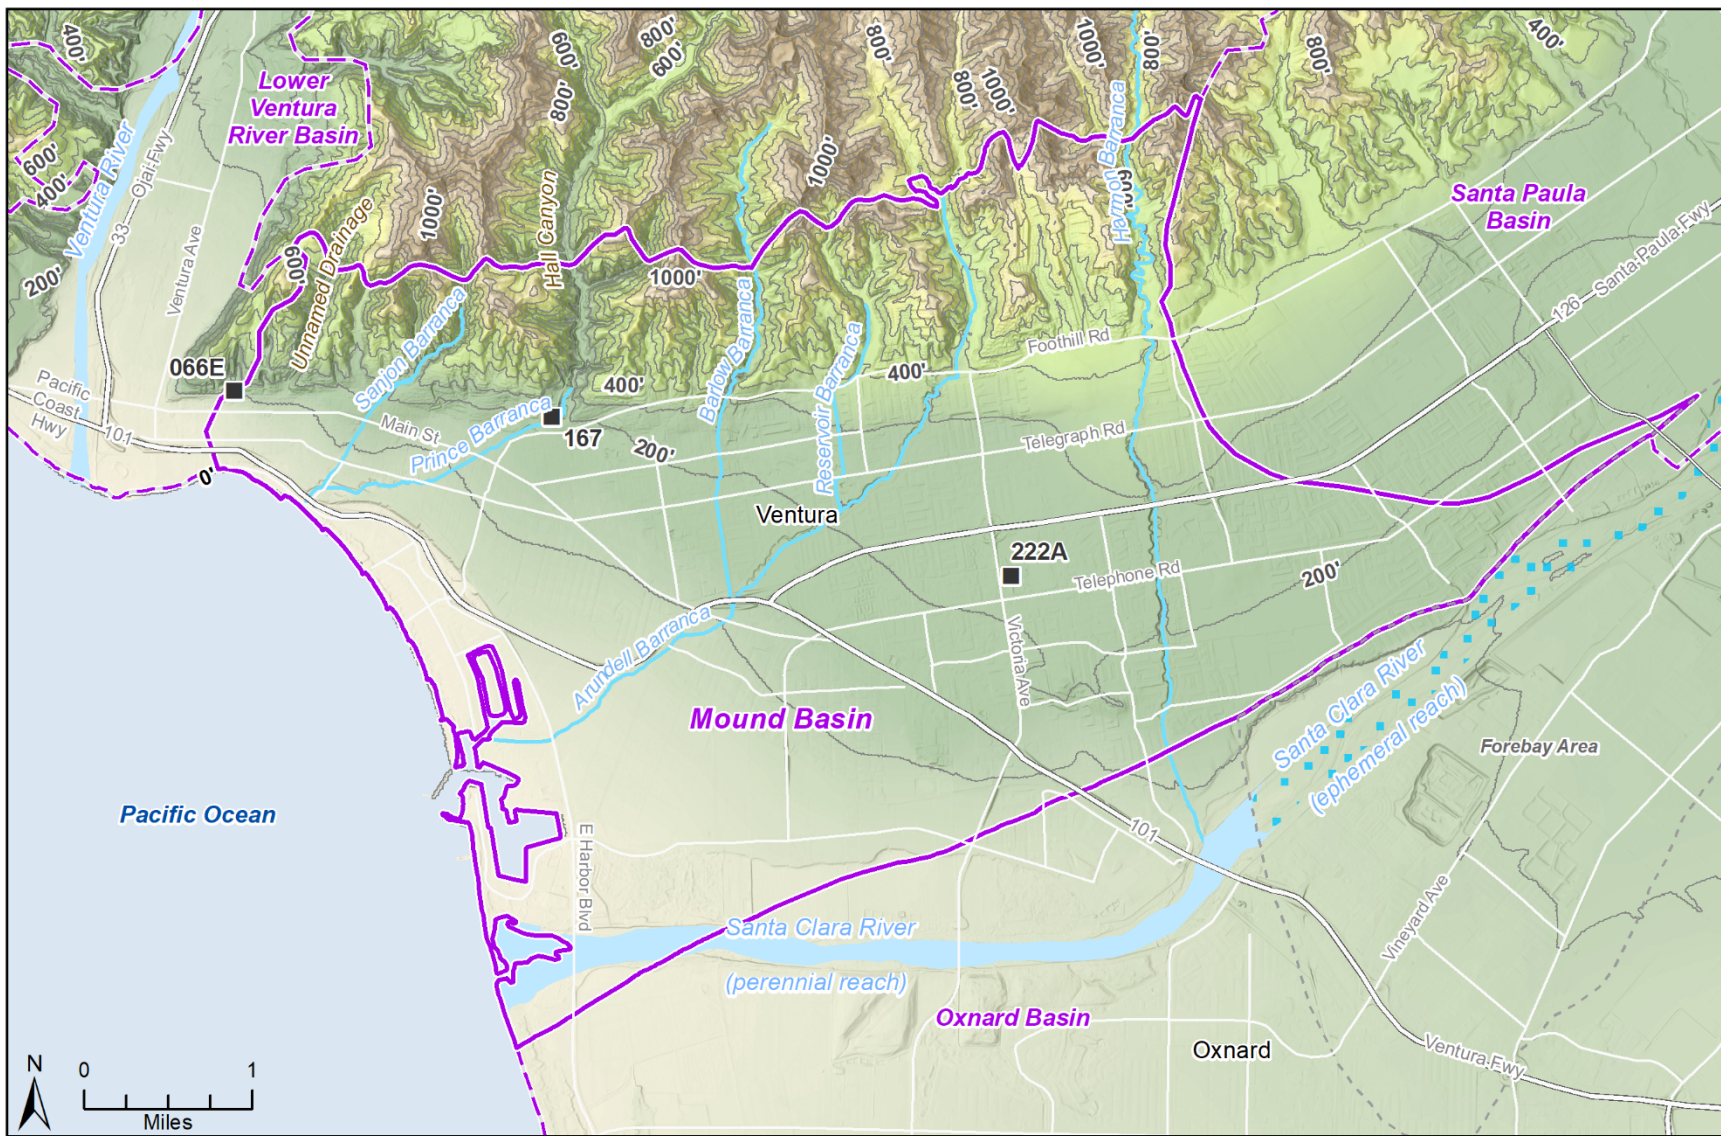 400'
600'
800'
600'
800'
1000'
800'
400'
800'
800'
1000'
800'
Lower
Ventura
River Basin
Ventura River
33
Ojai Fwy
600'
400'
200'
Ventura Ave
Unnamed Drainage
600'
1000'
Hall Canyon
1000'
1000'
Harmon Barranca
600'
Santa Paula
Basin
126
Santa Paula Fwy
066E
Sanjon Barranca
Barlow Barranca
Reservoir Barranca
Foothill Rd
400'
400'
Pacific
Coast
Hwy
101
Main St
Prince Barranca
167
200'
Telegraph Rd
0'
Ventura
222A
Telephone Rd
200'
Victoria Ave
Arundell Barranca
Mound Basin
Santa Clara River
(ephemeral reach)
Forebay Area
Pacific Ocean
E Harbor Blvd
101
Vineyard Ave
Santa Clara River
(perennial reach)
Oxnard Basin
Oxnard
Ventura Fwy
N
0
1
Miles